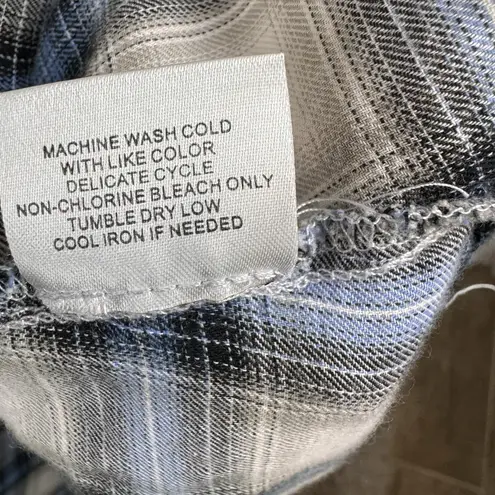 MACHINE WASH COLD
WITH LIKE COLOR
DELICATE CYCLE
NON-CHLORINE BLEACH ONLY
TUMBLE DRY LOW
COOL IRON IF NEEDED